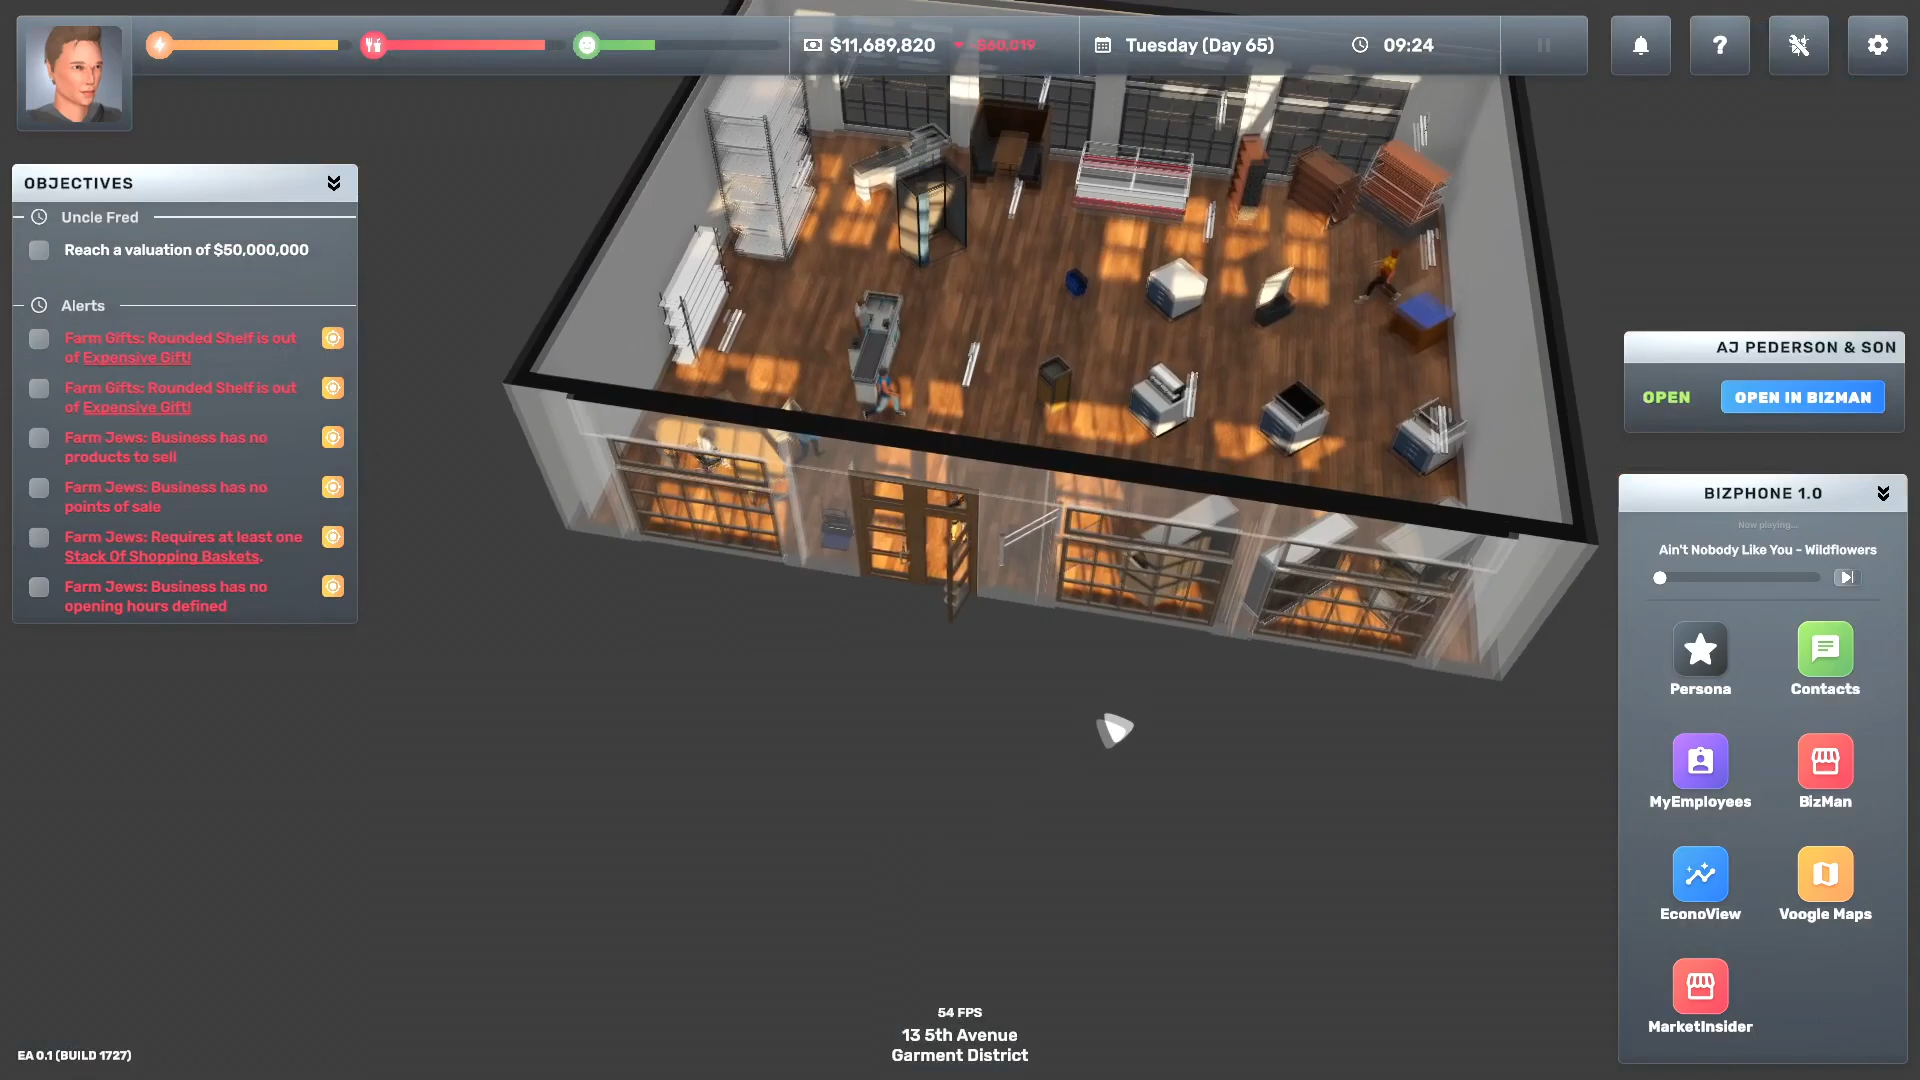 $11,689,820
-$60,019
Tuesday (Day 65)
09:24
?
OBJECTIVES
Uncle Fred
Reach a valuation of $50,000,000
Alerts
Farm Gifts: Rounded Shelf is out
of Expensive Gift!
Farm Gifts: Rounded Shelf is out
of Expensive Gift!
Farm Jews: Business has no
products to sell
Farm Jews: Business has no
points of sale
Farm Jews: Requires at least one
Stack Of Shopping Baskets.
Farm Jews: Business has no
opening hours defined
AJ PEDERSON & SON
OPEN
OPEN IN BIZMAN
BIZPHONE 1.0
Now playing...
Ain't Nobody Like You - Wildflowers
Persona
Contacts
MyEmployees
BizMan
EconoView
Voogle Maps
MarketInsider
54 FPS
13 5th Avenue
Garment District
EA 0.1 (BUILD 1727)